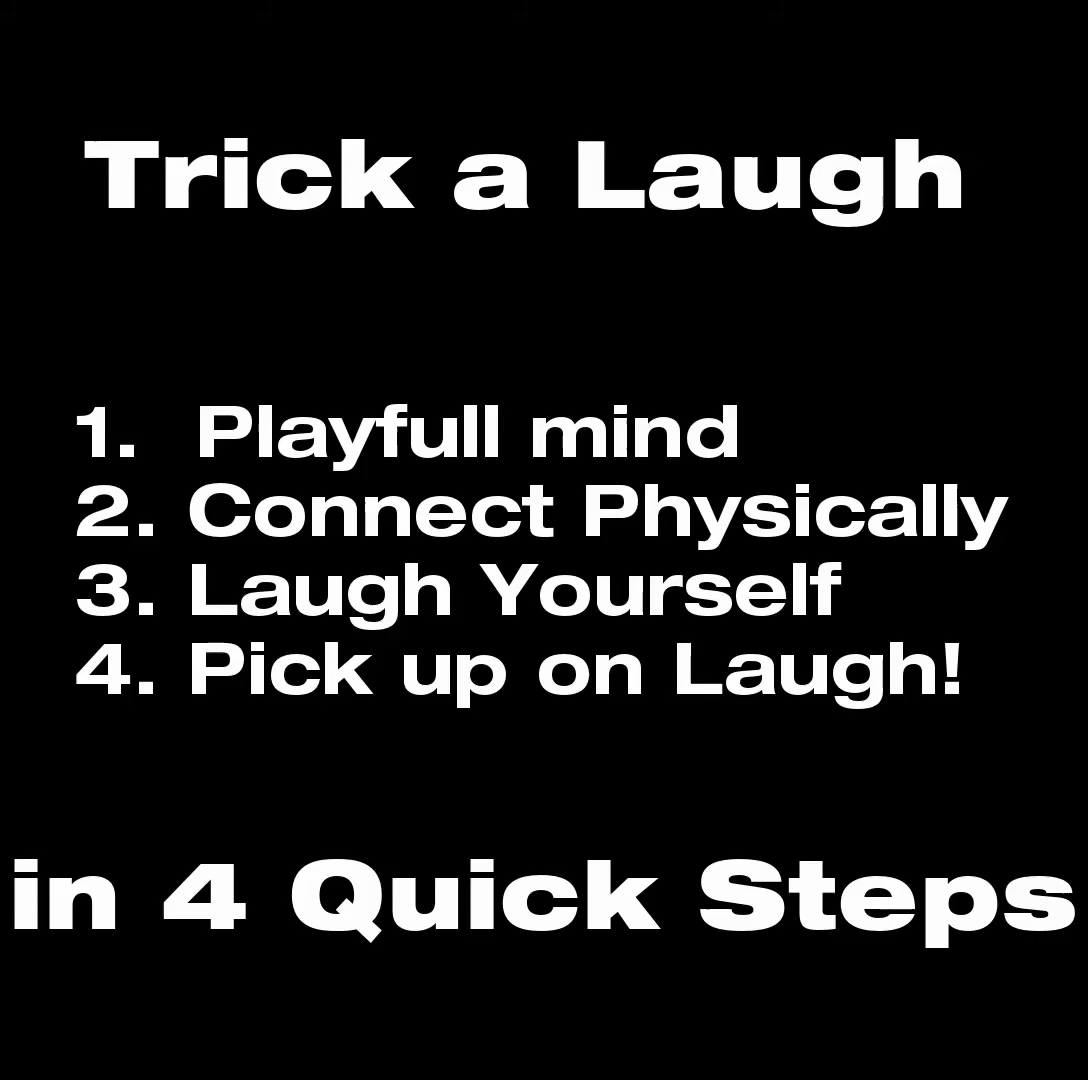 Trick a Laugh
1. Playfull mind
2. Connect Physically
3. Laugh Yourself
4. Pick up on Laugh!
in 4 Quick Steps